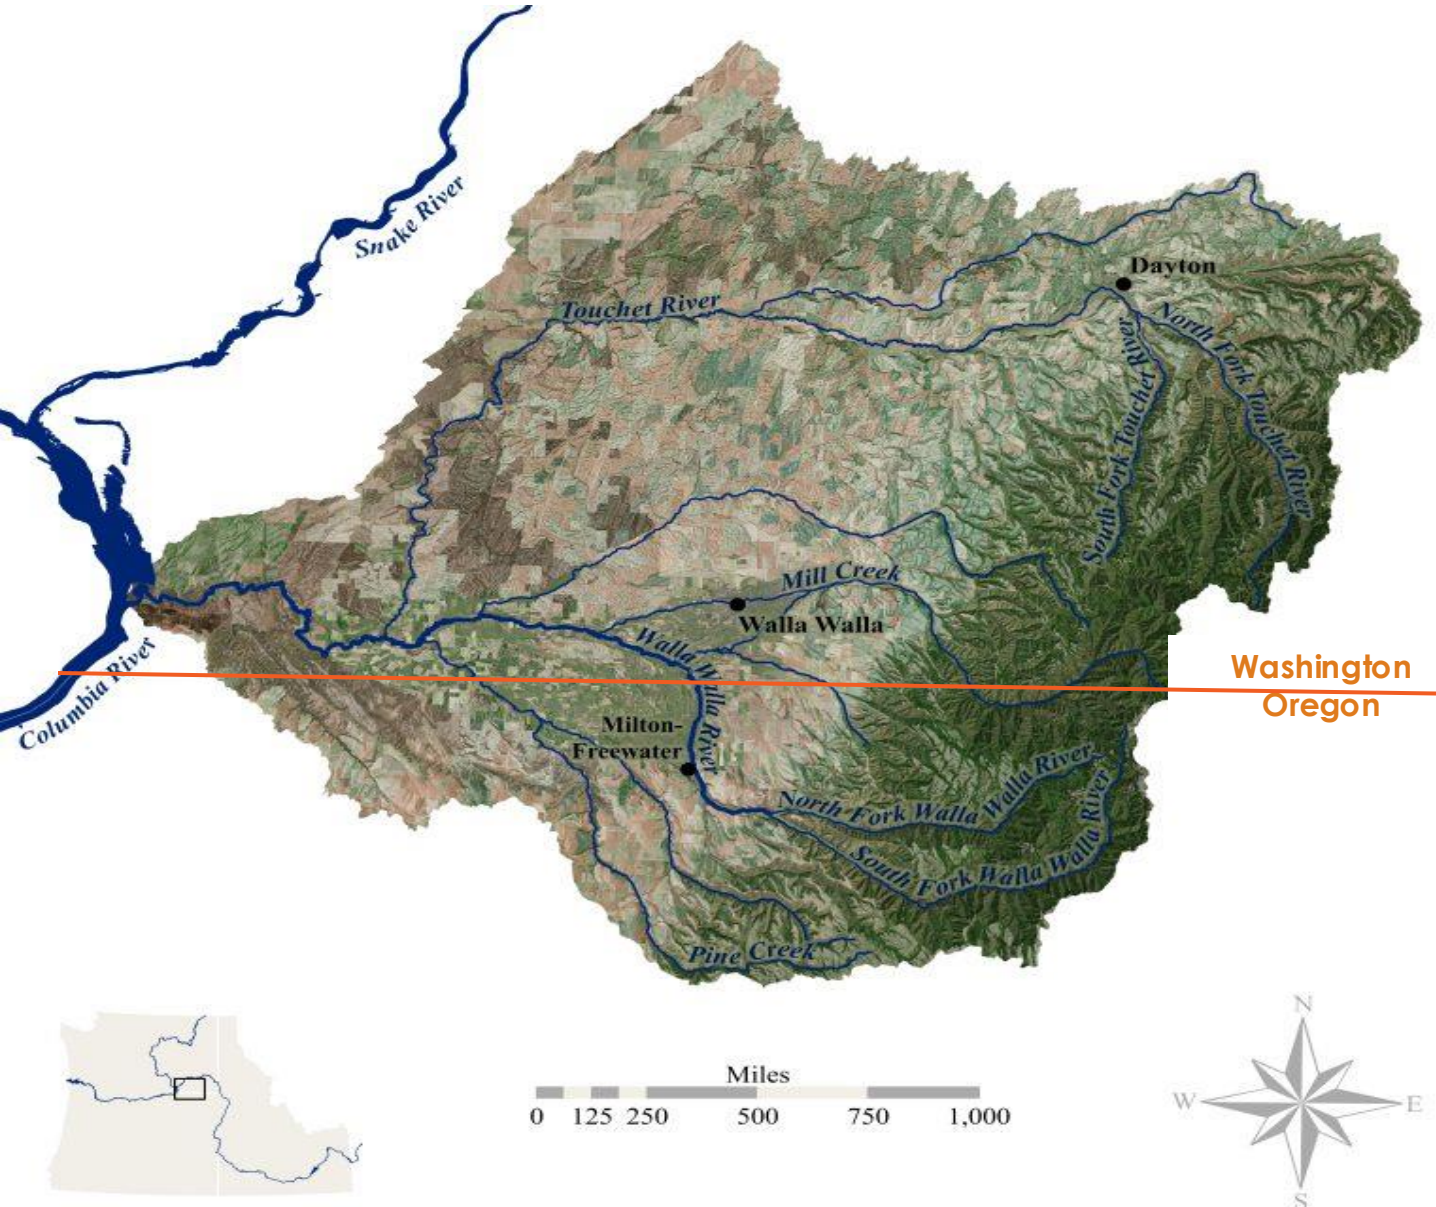 Snake River
Dayton
Touchet River
North Fork Touchet River
South Fork Touchet River
Mill Creek
Walla Walla
Walla Walla River
Columbia River
Washington
Oregon
Milton-
Freewater
North Fork Walla Walla River
South Fork Walla Walla River
Pine Creek
N
W
E
S
Miles
0 125 250 500 750 1,000